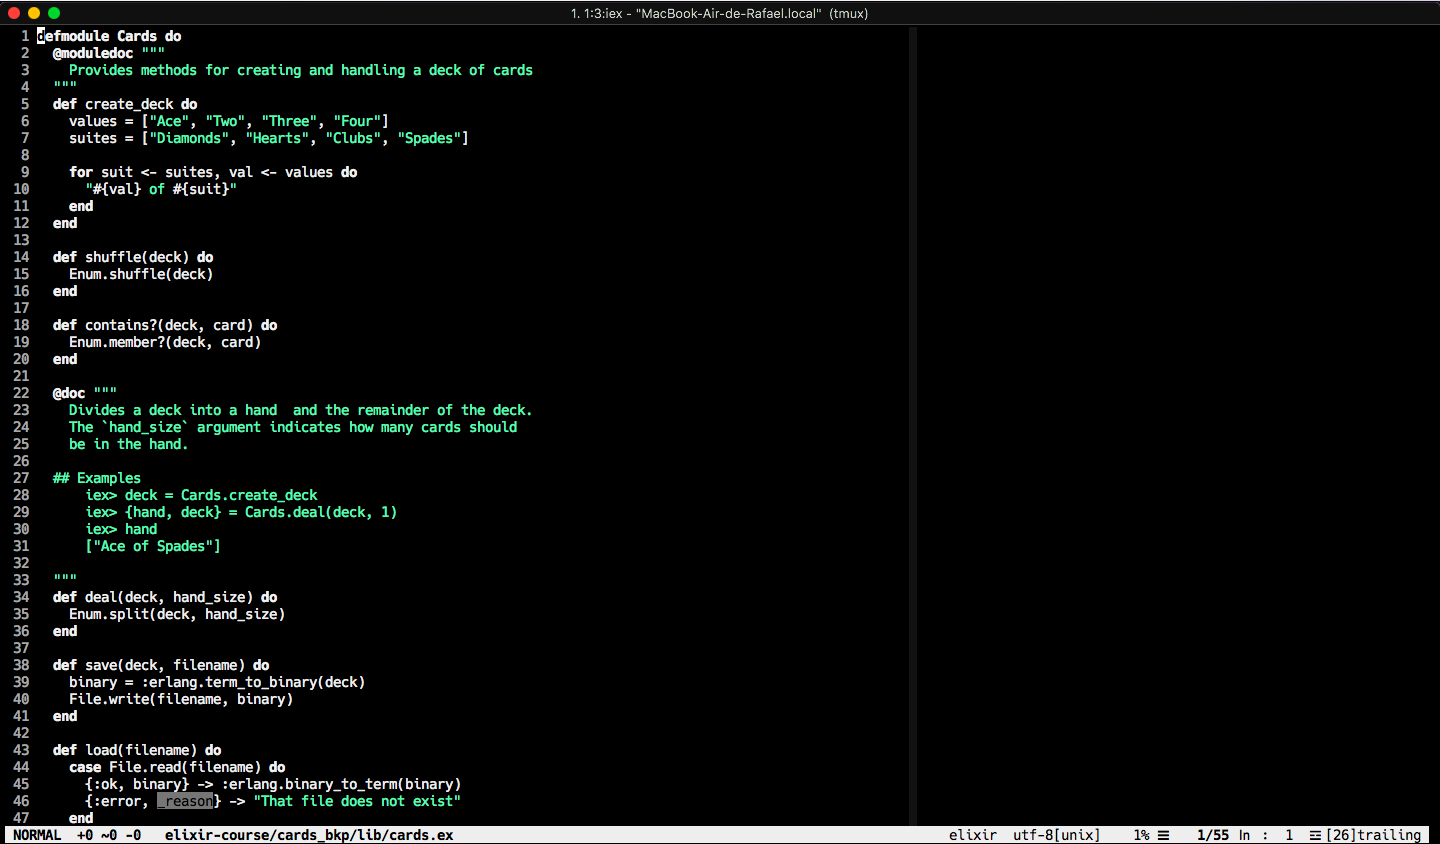 1. 1:3:iex - "MacBook-Air-de-Rafael.local" (tmux)
1 defmodule Cards do
2   @moduledoc """
3     Provides methods for creating and handling a deck of cards
4   """
5   def create_deck do
6     values = ["Ace", "Two", "Three", "Four"]
7     suites = ["Diamonds", "Hearts", "Clubs", "Spades"]
8
9     for suit <- suites, val <- values do
10       "#{val} of #{suit}"
11     end
12   end
13
14   def shuffle(deck) do
15     Enum.shuffle(deck)
16   end
17
18   def contains?(deck, card) do
19     Enum.member?(deck, card)
20   end
21
22   @doc """
23     Divides a deck into a hand  and the remainder of the deck.
24     The `hand_size` argument indicates how many cards should
25     be in the hand.
26
27   ## Examples
28       iex> deck = Cards.create_deck
29       iex> {hand, deck} = Cards.deal(deck, 1)
30       iex> hand
31       ["Ace of Spades"]
32
33   """
34   def deal(deck, hand_size) do
35     Enum.split(deck, hand_size)
36   end
37
38   def save(deck, filename) do
39     binary = :erlang.term_to_binary(deck)
40     File.write(filename, binary)
41   end
42
43   def load(filename) do
44     case File.read(filename) do
45       {:ok, binary} -> :erlang.binary_to_term(binary)
46       {:error, _reason} -> "That file does not exist"
47     end
NORMAL  +0 ~0 -0   elixir-course/cards_bkp/lib/cards.ex   elixir  utf-8[unix]    1% ☰   1/55 ln :  1  ☲[26]trailing